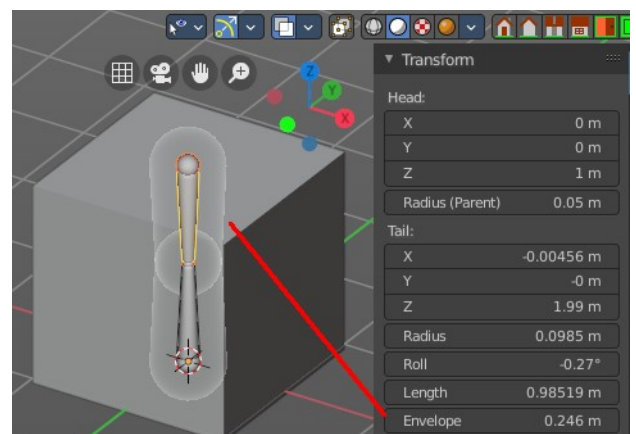 Transform
Z
Y
X
Head:
X 0 m
Y 0 m
Z 1 m
Radius (Parent) 0.05 m
Tail:
X -0.00456 m
Y -0 m
Z 1.99 m
Radius 0.0985 m
Roll -0.27°
Length 0.98519 m
Envelope 0.246 m